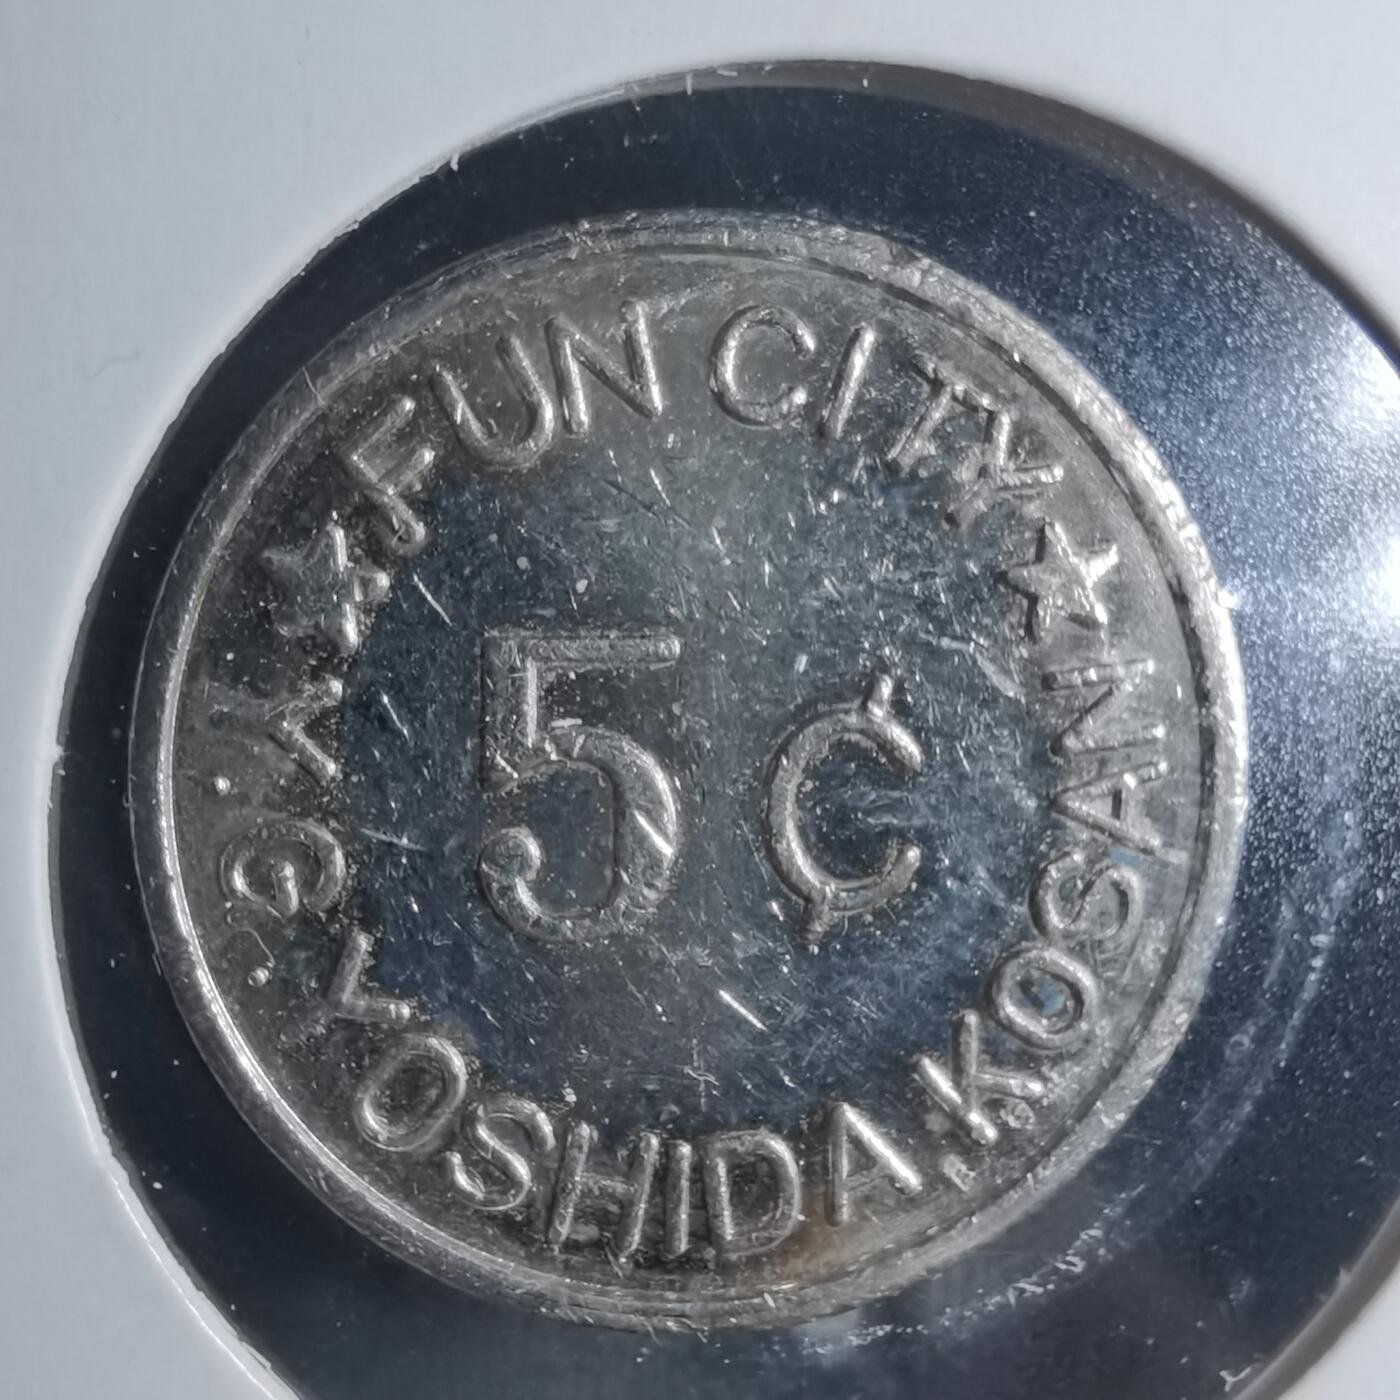 ★FUN CITY★
5 ¢
Y.G.YOSHIDA KOSAN